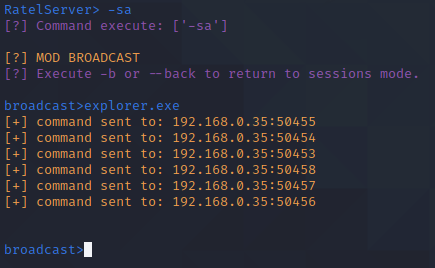 RatelServer> -sa
[?] Command execute: ['-sa']
[?] MOD BROADCAST
[?] Execute -b or --back to return to sessions mode.
broadcast>explorer.exe
[+] command sent to: 192.168.0.35:50455
[+] command sent to: 192.168.0.35:50454
[+] command sent to: 192.168.0.35:50453
[+] command sent to: 192.168.0.35:50458
[+] command sent to: 192.168.0.35:50457
[+] command sent to: 192.168.0.35:50456
broadcast>